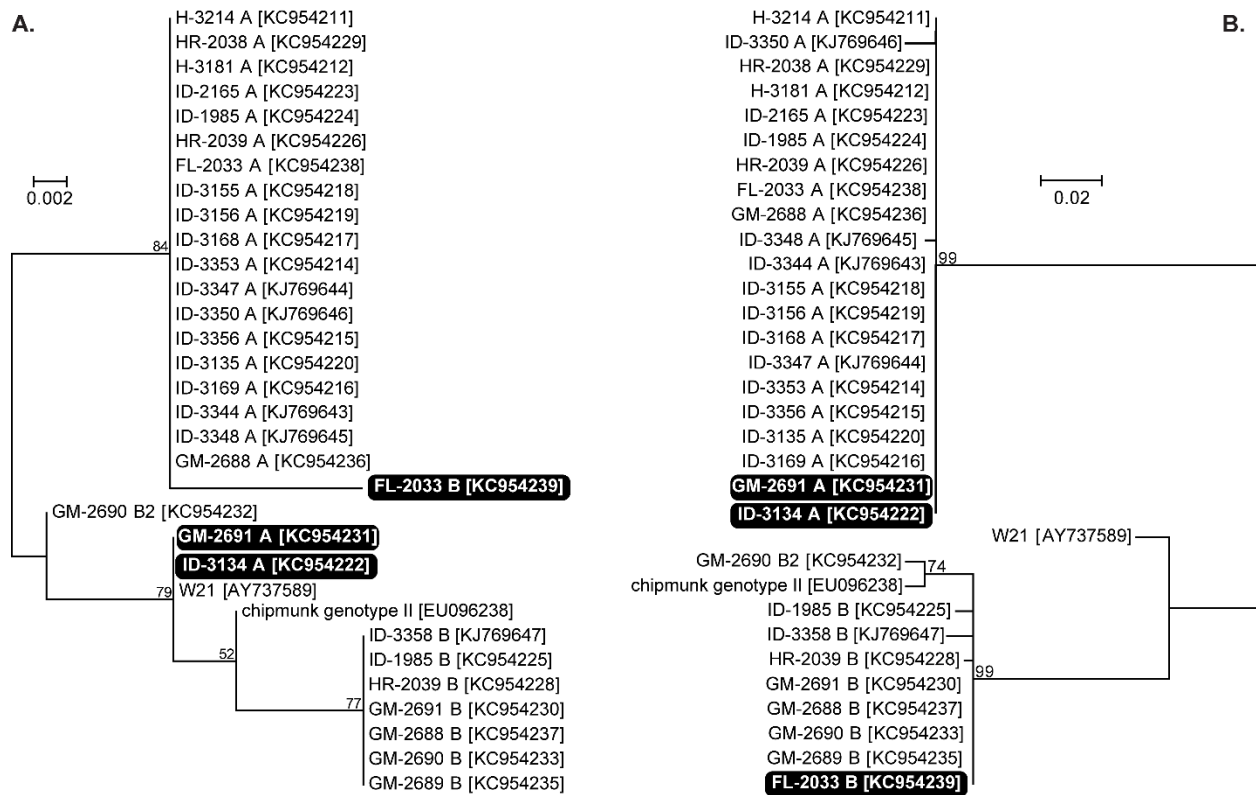 A.
H-3214 A [KC954211]
HR-2038 A [KC954229]
H-3181 A [KC954212]
ID-2165 A [KC954223]
ID-1985 A [KC954224]
HR-2039 A [KC954226]
FL-2033 A [KC954238]
ID-3155 A [KC954218]
ID-3156 A [KC954219]
ID-3168 A [KC954217]
ID-3353 A [KC954214]
ID-3347 A [KJ769644]
ID-3350 A [KJ769646]
ID-3356 A [KC954215]
ID-3135 A [KC954220]
ID-3169 A [KC954216]
ID-3344 A [KJ769643]
ID-3348 A [KJ769645]
GM-2688 A [KC954236]
FL-2033 B [KC954239]
GM-2690 B2 [KC954232]
GM-2691 A [KC954231]
ID-3134 A [KC954222]
W21 [AY737589]
chipmunk genotype II [EU096238]
ID-3358 B [KJ769647]
ID-1985 B [KC954225]
HR-2039 B [KC954228]
GM-2691 B [KC954230]
GM-2688 B [KC954237]
GM-2690 B [KC954233]
GM-2689 B [KC954235]
0.002
84
79
52
77
B.
H-3214 A [KC954211]
ID-3350 A [KJ769646]
HR-2038 A [KC954229]
H-3181 A [KC954212]
ID-2165 A [KC954223]
ID-1985 A [KC954224]
HR-2039 A [KC954226]
FL-2033 A [KC954238]
GM-2688 A [KC954236]
ID-3348 A [KJ769645]
ID-3344 A [KJ769643]
ID-3155 A [KC954218]
ID-3156 A [KC954219]
ID-3168 A [KC954217]
ID-3347 A [KJ769644]
ID-3353 A [KC954214]
ID-3356 A [KC954215]
ID-3135 A [KC954220]
ID-3169 A [KC954216]
GM-2691 A [KC954231]
ID-3134 A [KC954222]
W21 [AY737589]
GM-2690 B2 [KC954232]
chipmunk genotype II [EU096238]
ID-1985 B [KC954225]
ID-3358 B [KJ769647]
HR-2039 B [KC954228]
GM-2691 B [KC954230]
GM-2688 B [KC954237]
GM-2690 B [KC954233]
GM-2689 B [KC954235]
FL-2033 B [KC954239]
0.02
99
74
99